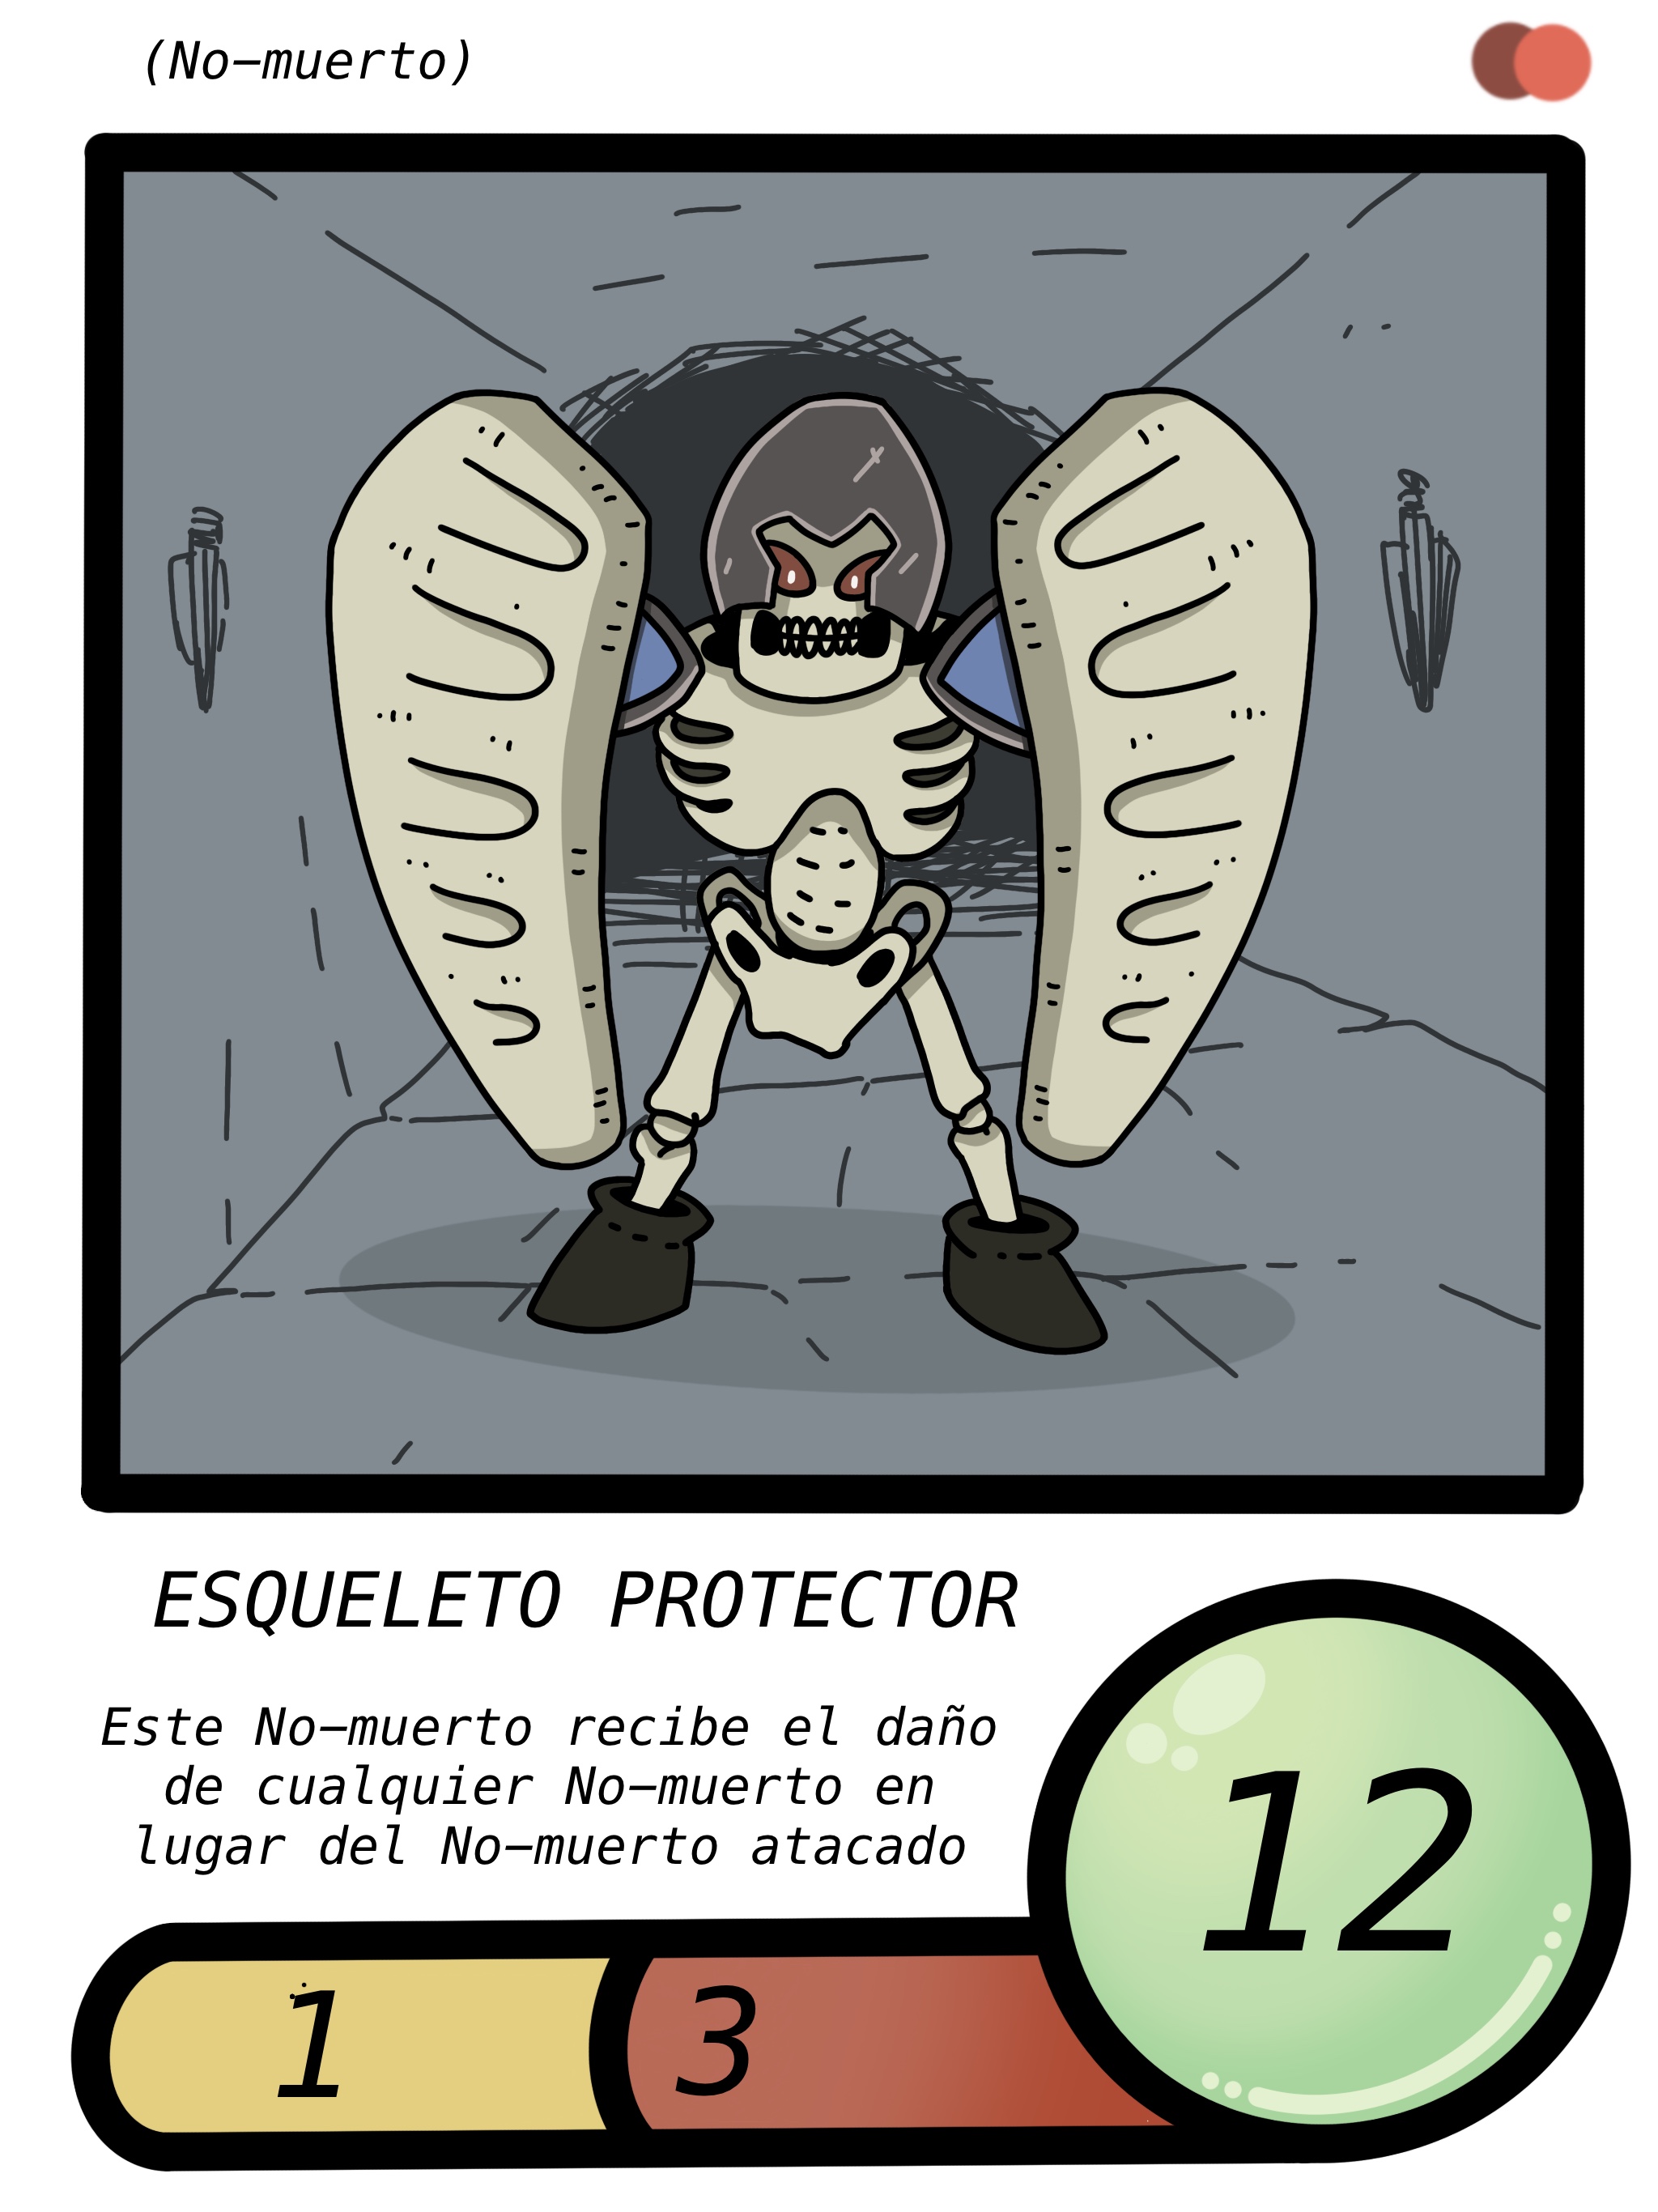 (No—muerto)
ESQUELETO PROTECTOR
Este No—muerto recibe el daño
de cualquier No—muerto en
lugar del No—muerto atacado
12
1
3